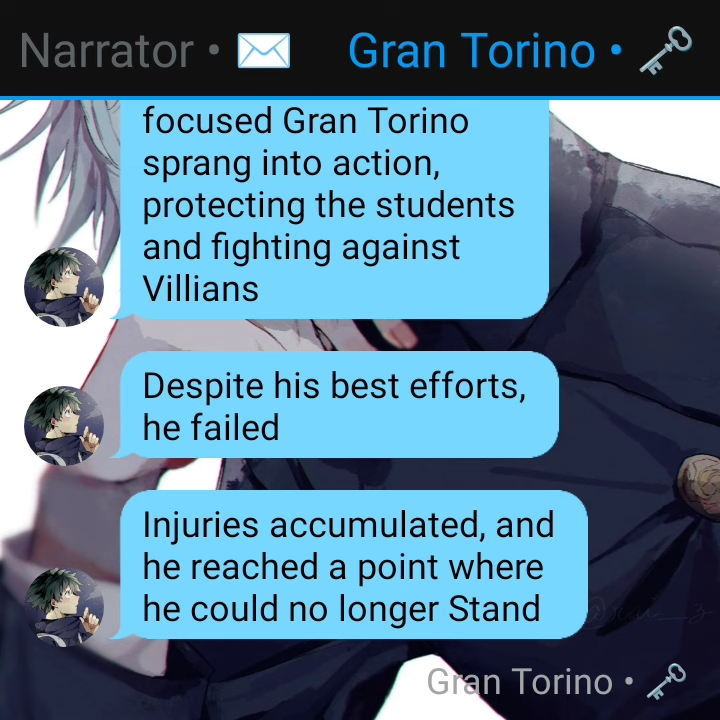 Narrator • ✉️ Gran Torino • 🗝️
focused Gran Torino
sprang into action,
protecting the students
and fighting against
Villians
Despite his best efforts,
he failed
Injuries accumulated, and
he reached a point where
he could no longer Stand
Gran Torino • 🗝️